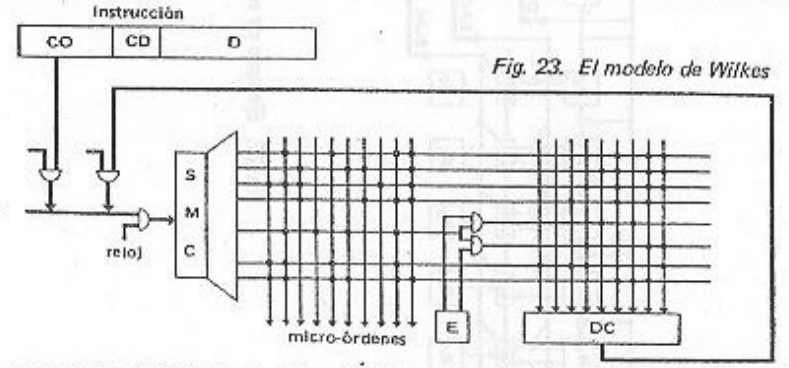 Instrucción
CO CD D
Fig. 23. El modelo de Wilkes
S
M
C
reloj
micro-órdenes
E
DC